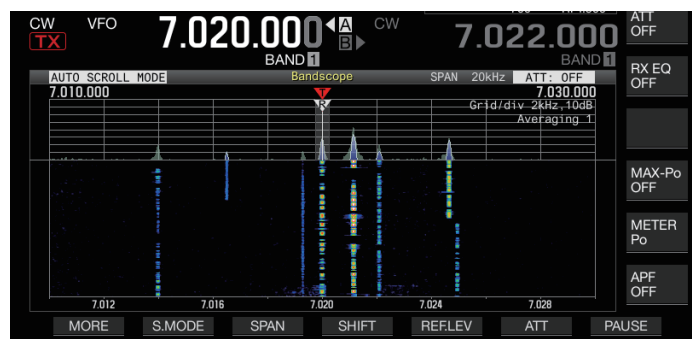 CW VFO 7.020.000 A CW 7.022.000 ATT
TX B OFF
BAND 1 BAND 1
AUTO SCROLL MODE Bandscope SPAN 20kHz ATT: OFF RX EQ
OFF
7.010.000 T 7.030.000
R Grid/div 2kHz,10dB
Averaging 1
MAX-Po
OFF
METER
Po
APF
OFF
7.012 7.016 7.020 7.024 7.028
MORE S.MODE SPAN SHIFT REF.LEV ATT PAUSE